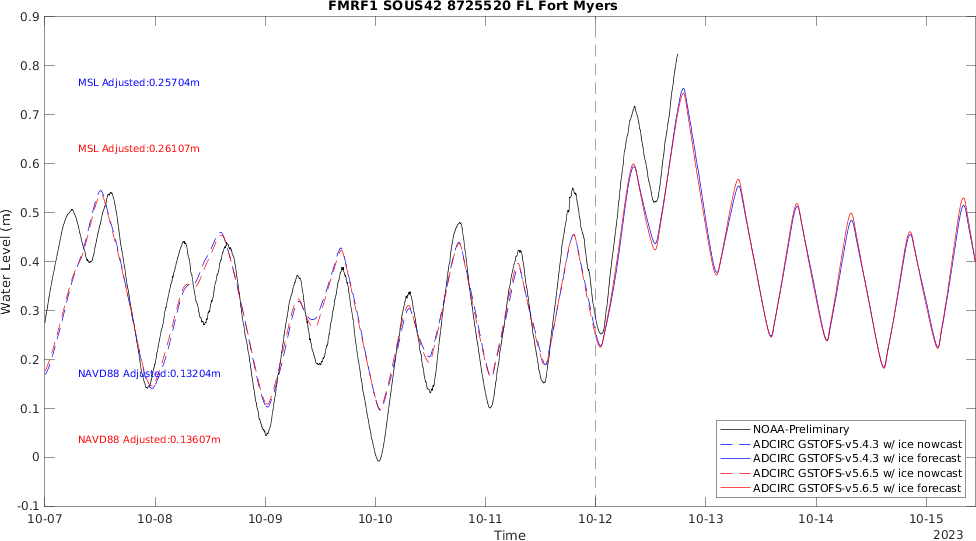 FMRF1 SOUS42 8725520 FL Fort Myers
0.9
0.8
0.7
0.6
0.5
0.4
0.3
0.2
0.1
0
-0.1
Water Level (m)
MSL Adjusted:0.25704m
MSL Adjusted:0.26107m
NAVD88 Adjusted:0.13204m
NAVD88 Adjusted:0.13607m
NOAA-Preliminary
ADCIRC GSTOFS-v5.4.3 w/ ice nowcast
ADCIRC GSTOFS-v5.4.3 w/ ice forecast
ADCIRC GSTOFS-v5.6.5 w/ ice nowcast
ADCIRC GSTOFS-v5.6.5 w/ ice forecast
10-07 10-08 10-09 10-10 10-11 10-12 10-13 10-14 10-15
Time
2023